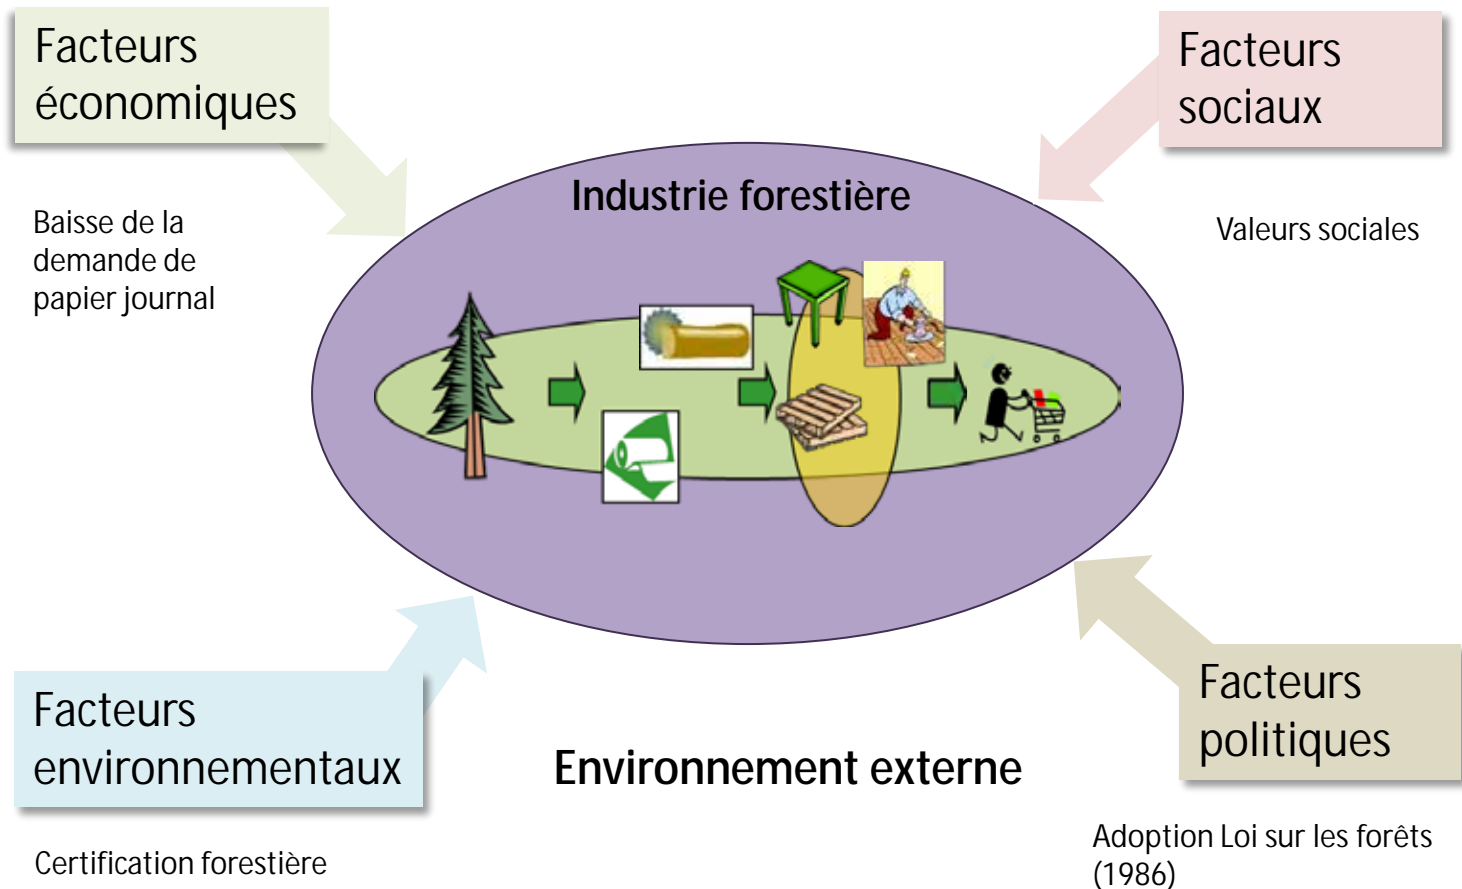 Facteurs
économiques
Baisse de la
demande de
papier journal
Facteurs
sociaux
Valeurs sociales
Industrie forestière
Facteurs
environnementaux
Certification forestière
Environnement externe
Facteurs
politiques
Adoption Loi sur les forêts
(1986)